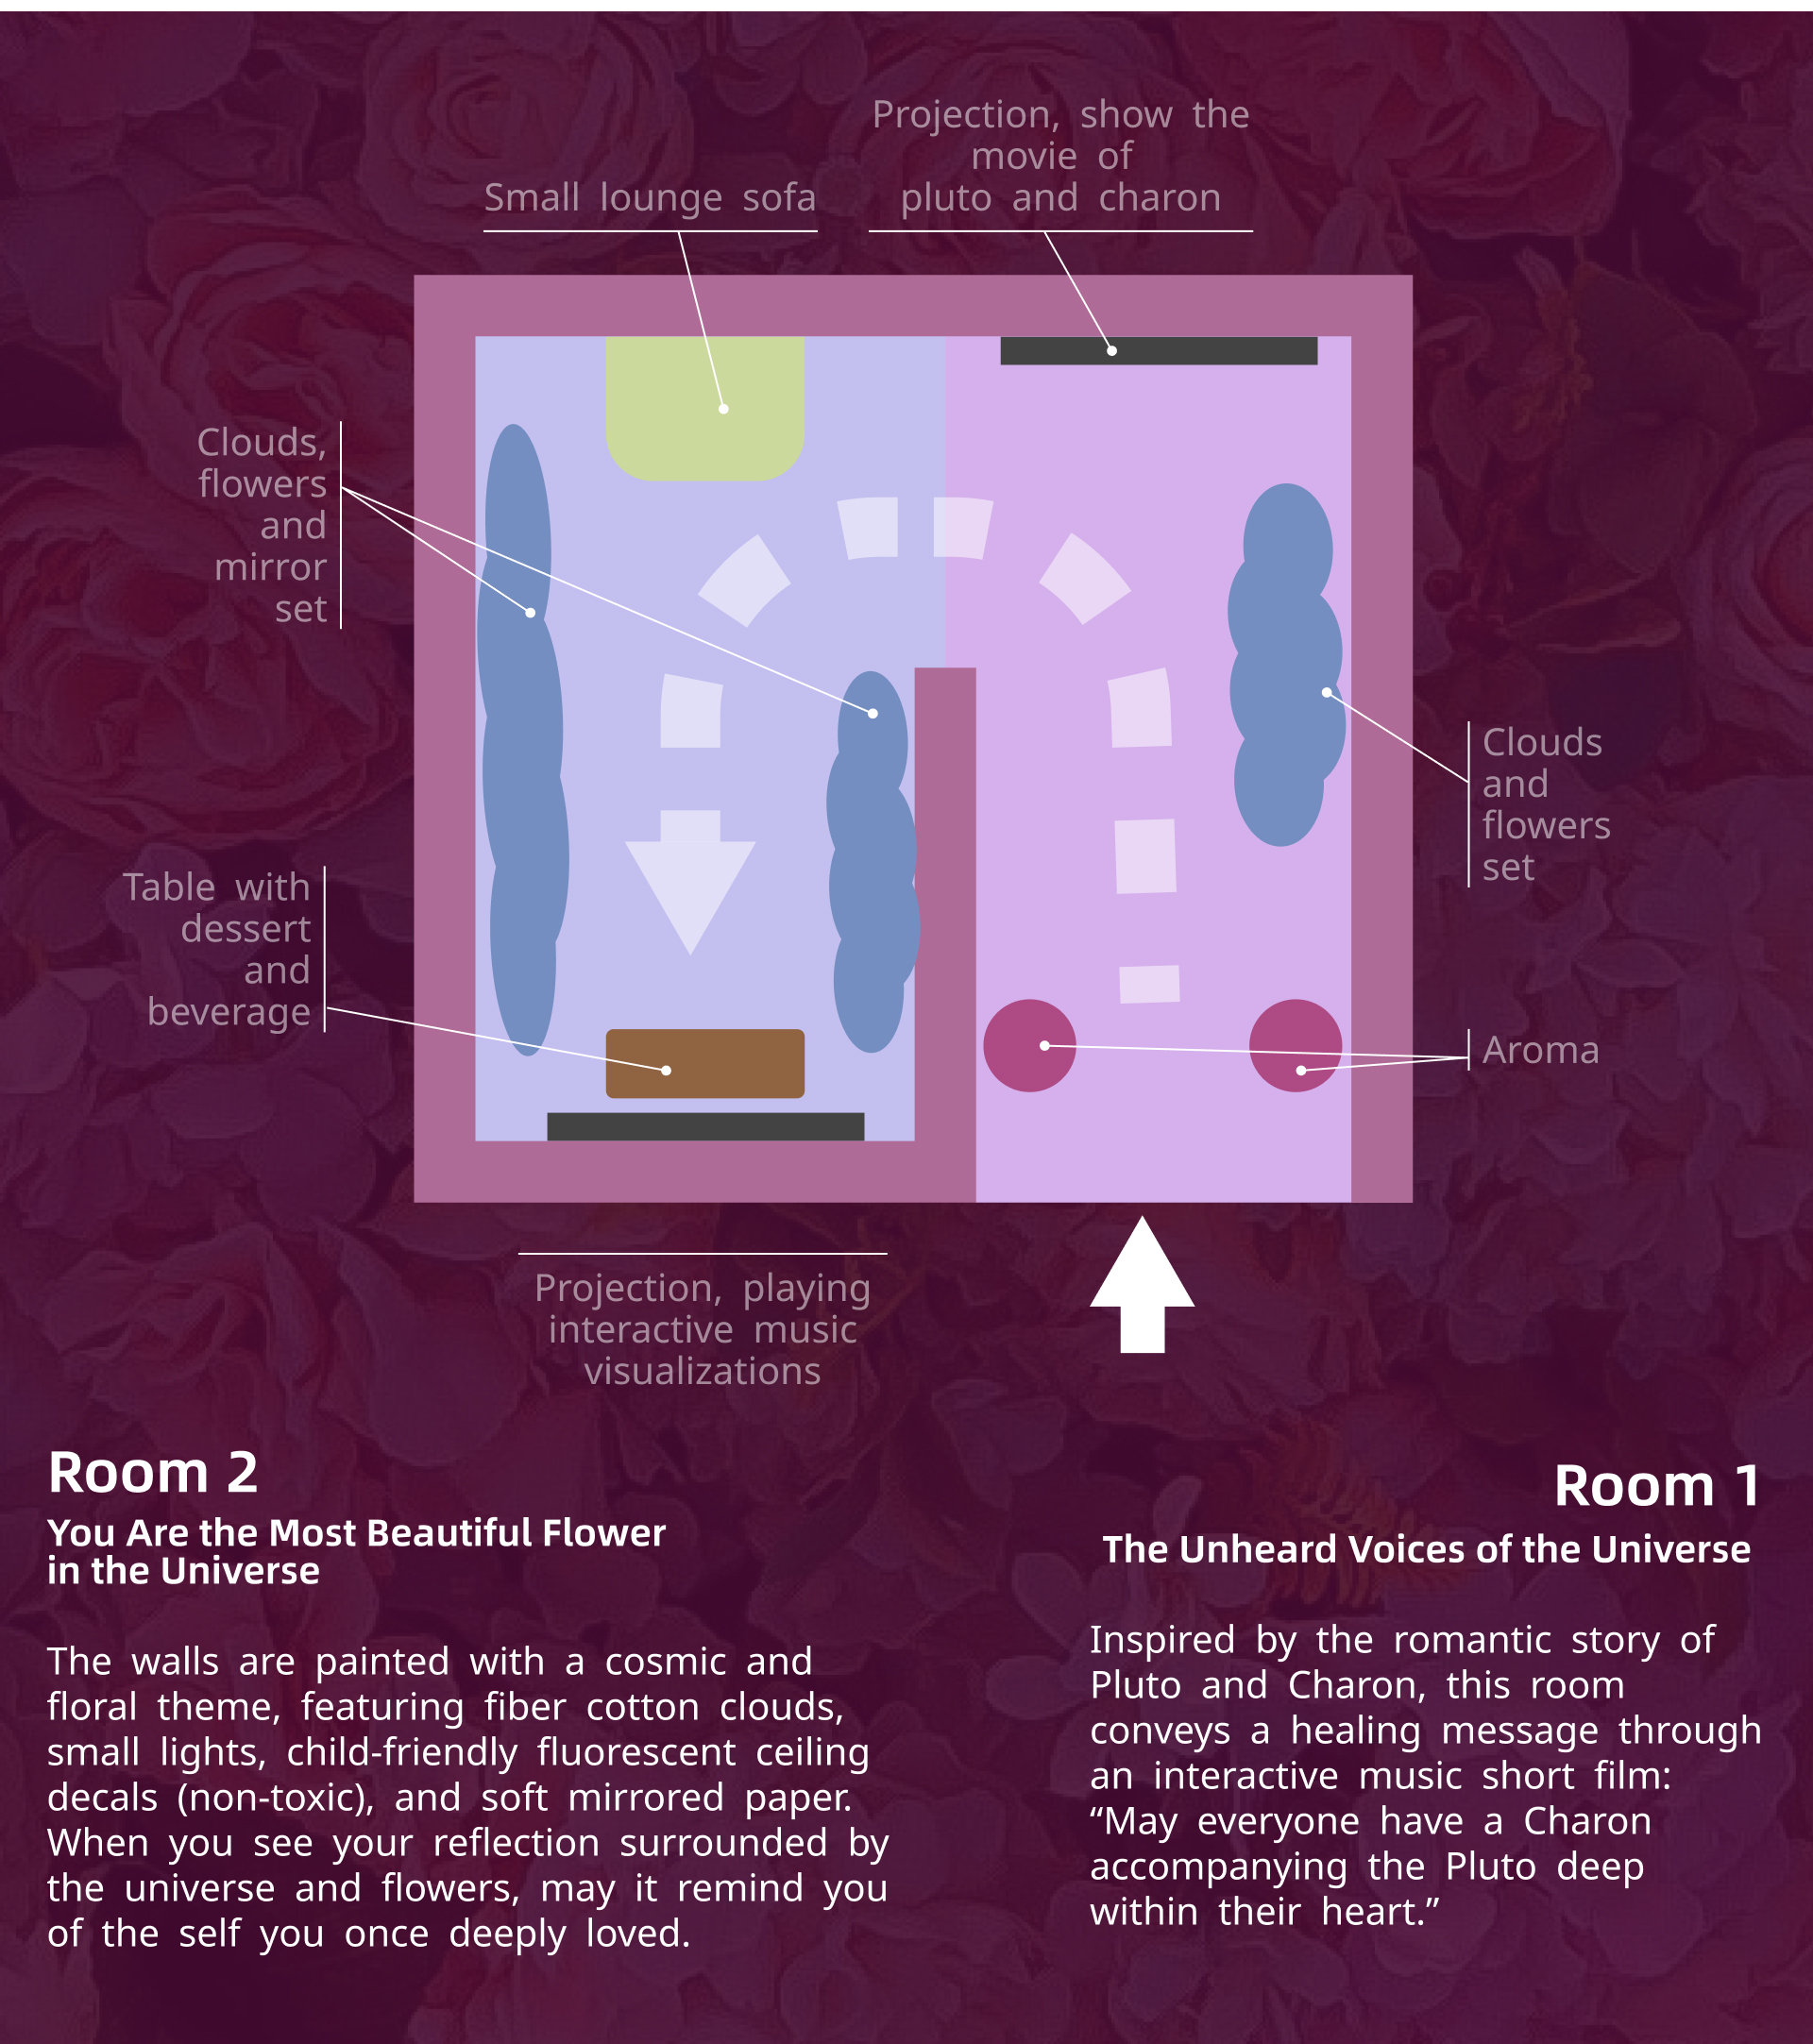 Projection, show the
movie of
pluto and charon
Small lounge sofa
Clouds,
flowers
and
mirror
set
Clouds
and
flowers
set
Table with
dessert
and
beverage
Aroma
Projection, playing
interactive music
visualizations
Room 2
You Are the Most Beautiful Flower
in the Universe
The walls are painted with a cosmic and
floral theme, featuring fiber cotton clouds,
small lights, child-friendly fluorescent ceiling
decals (non-toxic), and soft mirrored paper.
When you see your reflection surrounded by
the universe and flowers, may it remind you
of the self you once deeply loved.
Room 1
The Unheard Voices of the Universe
Inspired by the romantic story of
Pluto and Charon, this room
conveys a healing message through
an interactive music short film:
“May everyone have a Charon
accompanying the Pluto deep
within their heart.”